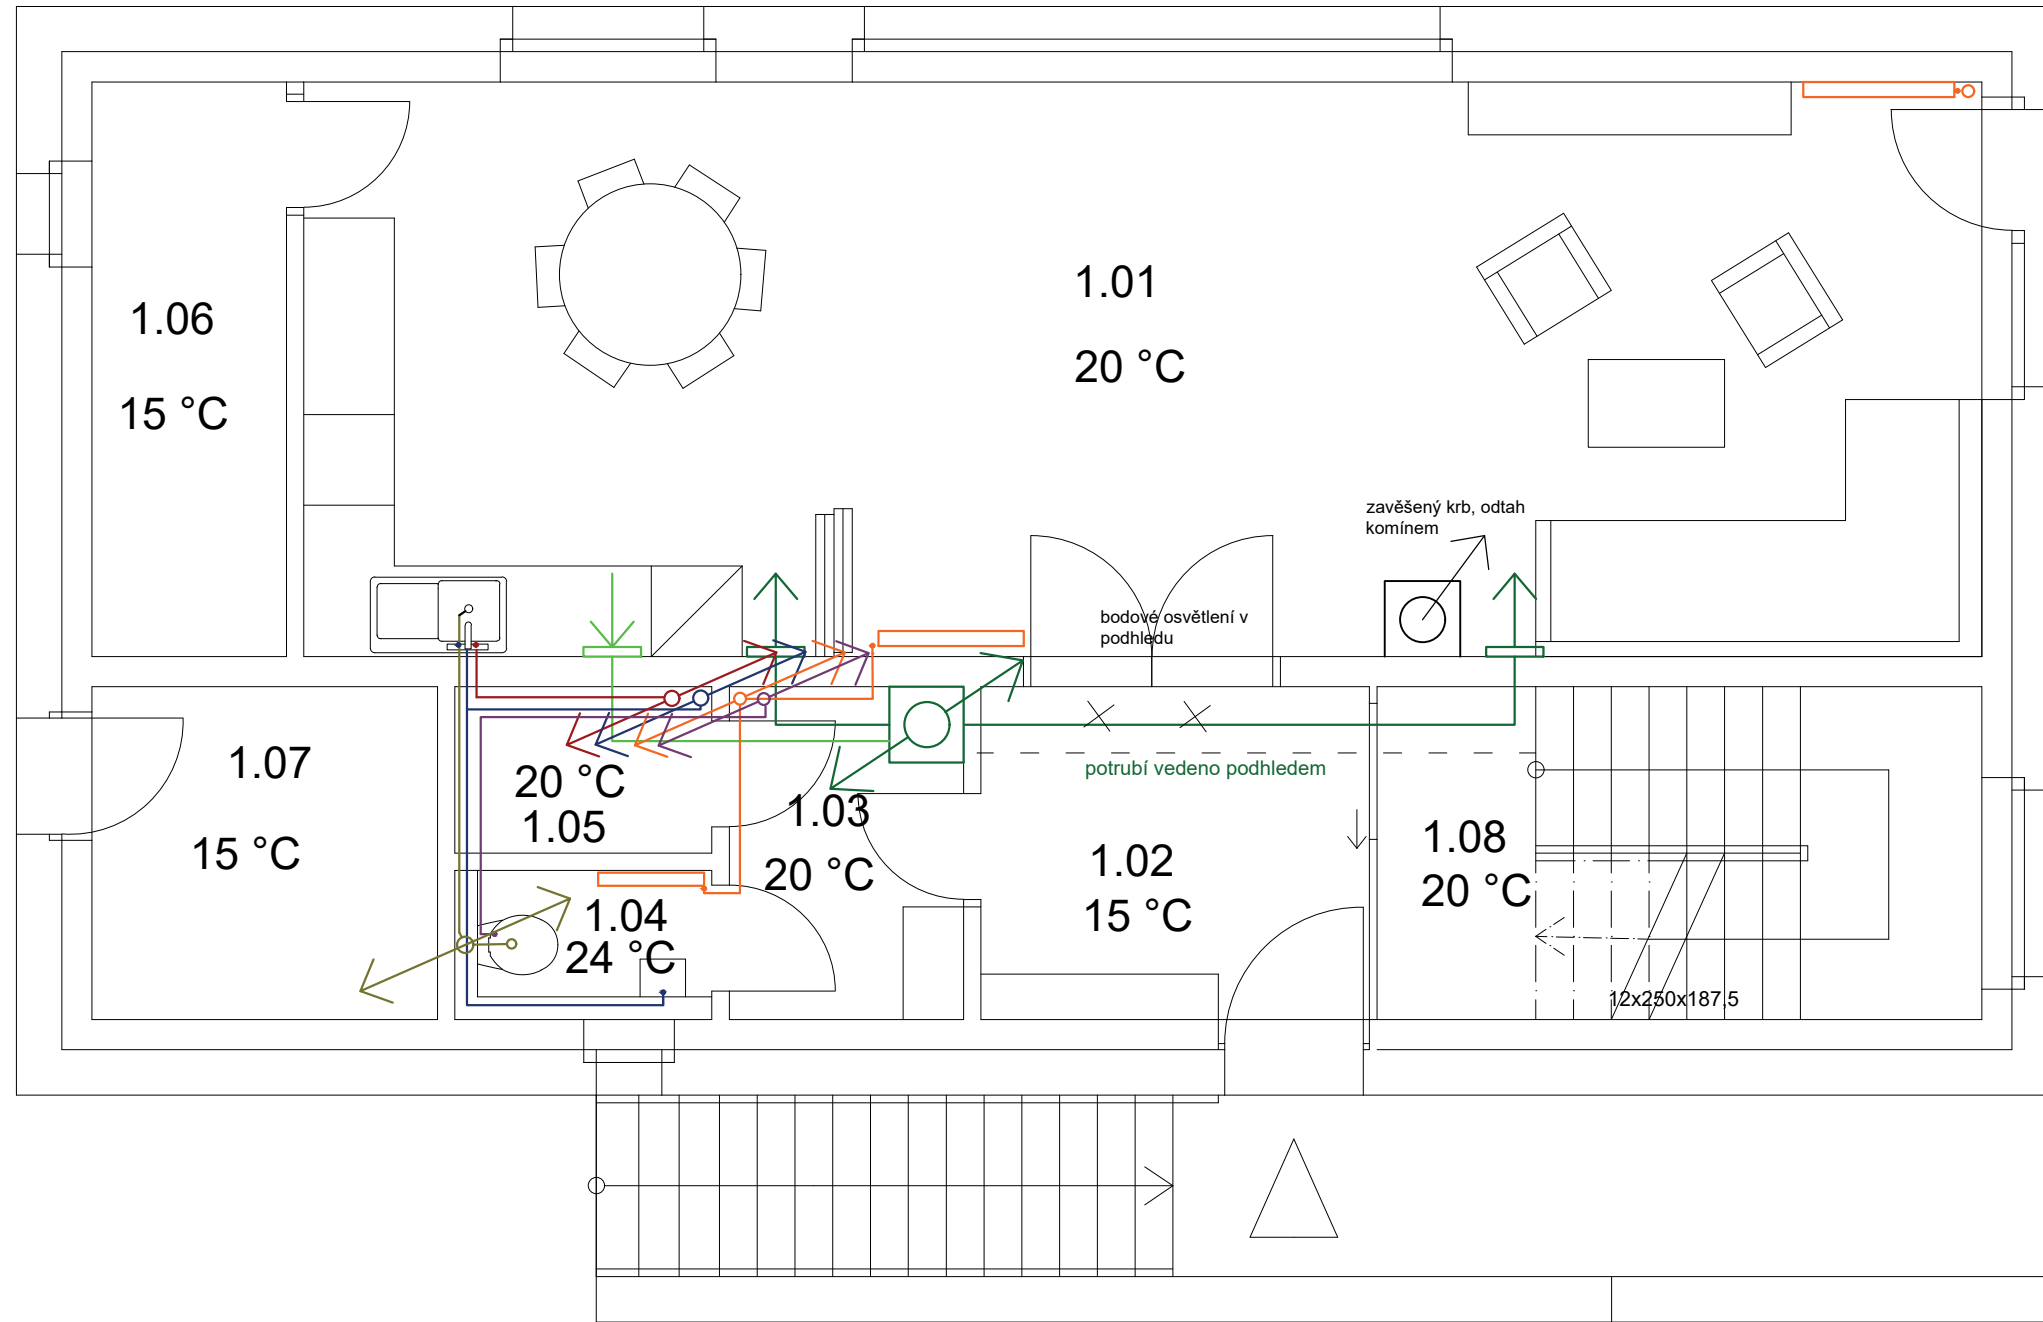 1.01
20 °C
1.06
15 °C
zavěšený krb, odtah
komínem
bodové osvětlení v
podhledu
1.07
15 °C
20 °C
1.05
1.03
20 °C
potrubí vedeno podhledem
1.02
15 °C
1.08
20 °C
1.04
24 °C
12x250x187,5